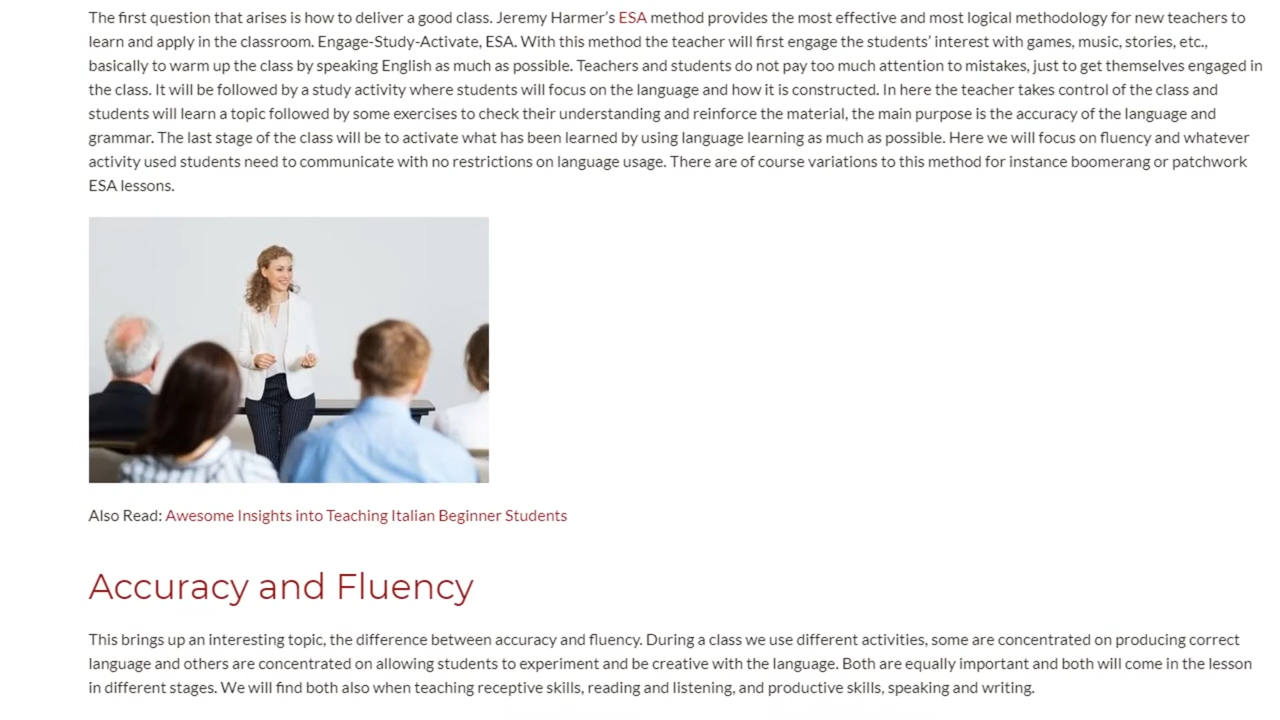 The first question that arises is how to deliver a good class. Jeremy Harmer's ESA method provides the most effective and most logical methodology for new teachers to
learn and apply in the classroom. Engage-Study-Activate, ESA. With this method the teacher will first engage the students' interest with games, music, stories, etc.,
basically to warm up the class by speaking English as much as possible. Teachers and students do not pay too much attention to mistakes, just to get themselves engaged in
the class. It will be followed by a study activity where students will focus on the language and how it is constructed. In here the teacher takes control of the class and
students will learn a topic followed by some exercises to check their understanding and reinforce the material, the main purpose is the accuracy of the language and
grammar. The last stage of the class will be to activate what has been learned by using language learning as much as possible. Here we will focus on fluency and whatever
activity used students need to communicate with no restrictions on language usage. There are of course variations to this method for instance boomerang or patchwork
ESA lessons.
Also Read: Awesome Insights into Teaching Italian Beginner Students
Accuracy and Fluency
This brings up an interesting topic, the difference between accuracy and fluency. During a class we use different activities, some are concentrated on producing correct
language and others are concentrated on allowing students to experiment and be creative with the language. Both are equally important and both will come in the lesson
in different stages. We will find both also when teaching receptive skills, reading and listening, and productive skills, speaking and writing.